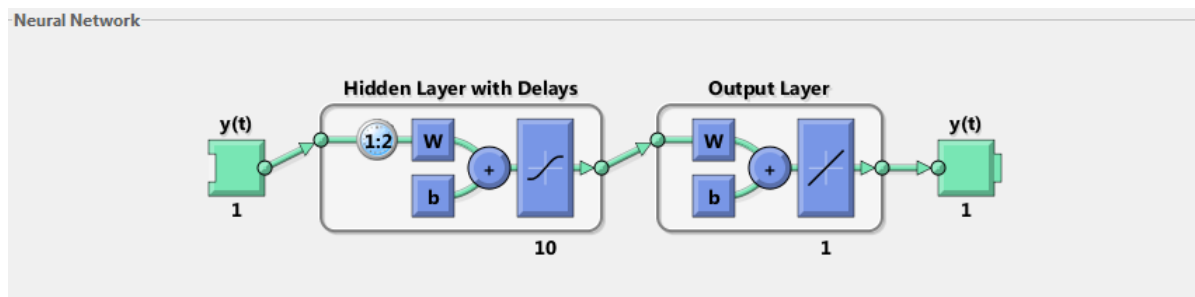 Neural Network
Hidden Layer with Delays
Output Layer
y(t)
y(t)
1:2
W
W
+
+
b
b
1
1
10
1